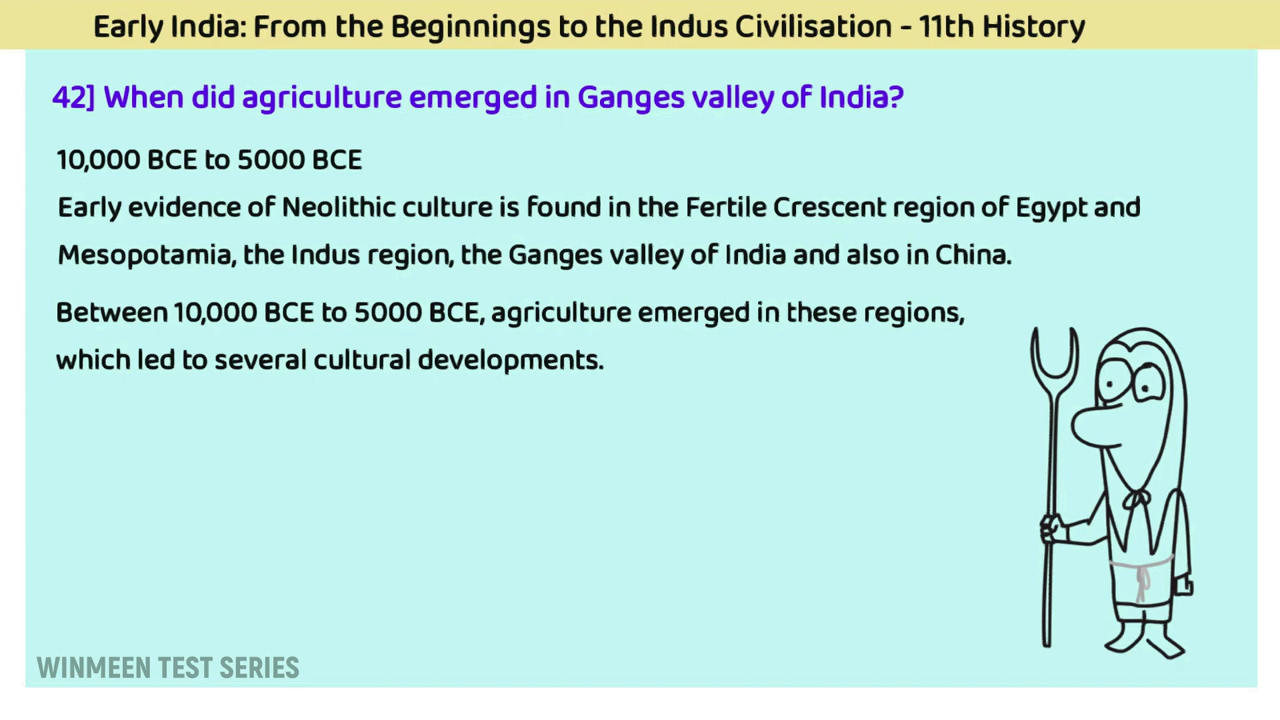 Early India: From the Beginnings to the Indus Civilisation - 11th History
42] When did agriculture emerged in Ganges valley of India?
10,000 BCE to 5000 BCE
Early evidence of Neolithic culture is found in the Fertile Crescent region of Egypt and
Mesopotamia, the Indus region, the Ganges valley of India and also in China.
Between 10,000 BCE to 5000 BCE, agriculture emerged in these regions,
which led to several cultural developments.
WINMEEN TEST SERIES